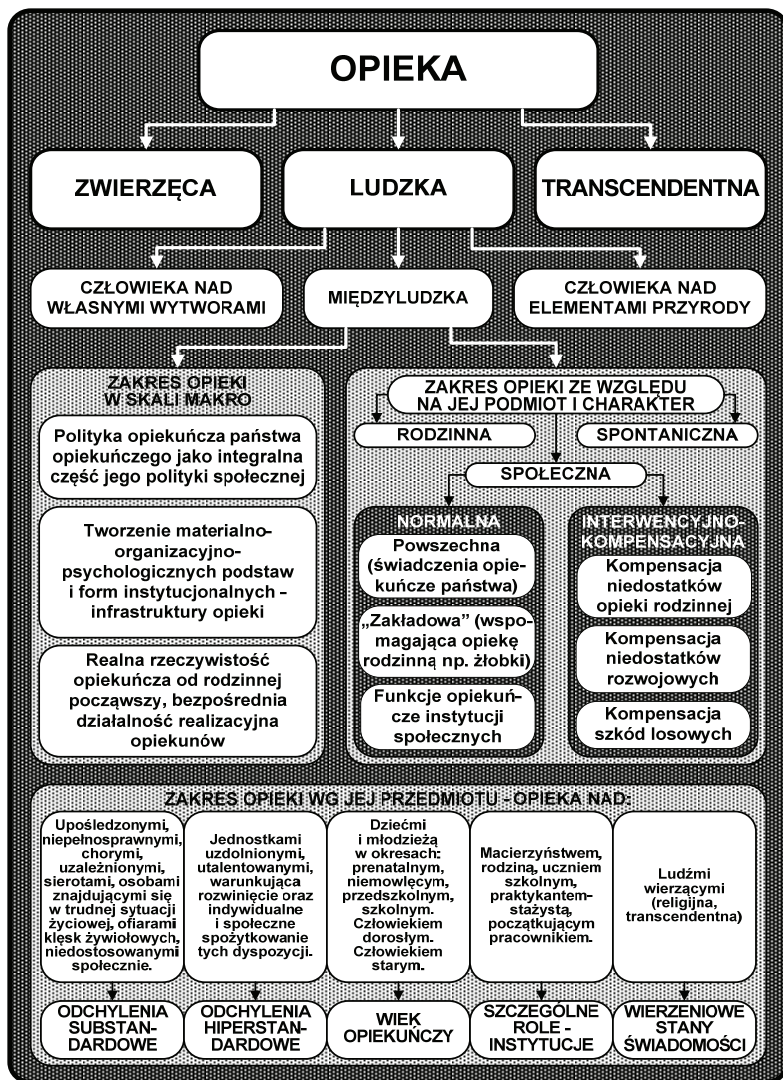 OPIEKA
ZWIERZĘCA
LUDZKA
TRANSCENDENTNA
CZŁOWIEKA NAD
WŁASNYMI WYTWORAMI
MIĘDZYLUDZKA
CZŁOWIEKA NAD
ELEMENTAMI PRZYRODY
ZAKRES OPIEKI
W SKALI MAKRO
Polityka opiekuńcza państwa
opiekuńczego jako integralna
część jego polityki społecznej
Tworzenie materialno-
organizacyjno-
psychologicznych podstaw
i form instytucjonalnych -
infrastruktury opieki
Realna rzeczywistość
opiekuńcza od rodzinnej
począwszy, bezpośrednia
działalność realizacyjna
opiekunów
ZAKRES OPIEKI ZE WZGLĘDU
NA JEJ PODMIOT I CHARAKTER
RODZINNA
SPONTANICZNA
SPOŁECZNA
NORMALNA
Powszechna
(świadczenia opie-
kuńcze państwa)
„Zakładowa” (wspo-
magająca opiekę
rodzinną np. żłobki)
Funkcje opiekuń-
cze instytucji
społecznych
INTERWENCYJNO-
KOMPENSACYJNA
Kompensacja
niedostatków
opieki rodzinnej
Kompensacja
niedostatków
rozwojowych
Kompensacja
szkód losowych
ZAKRES OPIEKI WG JEJ PRZEDMIOTU - OPIEKA NAD:
Upośledzonymi,
niepełnosprawnymi,
chorymi,
uzależnionymi,
sierotami, osobami
znajdującymi się
w trudnej sytuacji
życiowej, ofiarami
klęsk żywiołowych,
niedostosowanymi
społecznie.
Jednostkami
uzdolnionymi,
utalentowanymi,
warunkująca
rozwinięcie oraz
indywidualne
i społeczne
spożytkowanie
tych dyspozycji.
Dziećmi
i młodzieżą
w okresach:
prenatalnym,
niemowlęcym,
przedszkolnym,
szkolnym.
Człowiekiem
dorosłym.
Człowiekiem
starym.
Macierzyństwem,
rodziną, uczniem
szkolnym,
praktykantem-
stażystą,
początkującym
pracownikiem.
Ludźmi
wierzącymi
(religijna,
transcendentna)
ODCHYLENIA
SUBSTAN-
DARDOWE
ODCHYLENIA
HIPERSTAN-
DARDOWE
WIEK
OPIEKUŃCZY
SZCZEGÓLNE
ROLE -
INSTYTUCJE
WIERZENIOWE
STANY
ŚWIADOMOŚCI